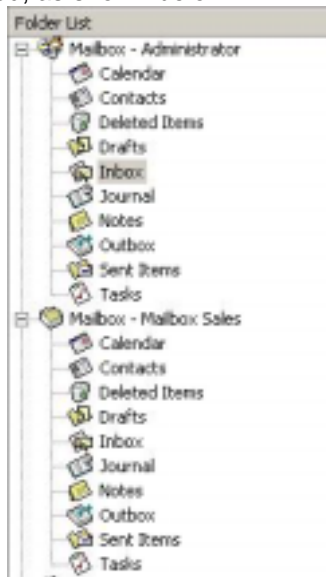 Folder List
Mailbox - Administrator
Calendar
Contacts
Deleted Items
Drafts
Inbox
Journal
Notes
Outbox
Sent Items
Tasks
Mailbox - Mailbox Sales
Calendar
Contacts
Deleted Items
Drafts
Inbox
Journal
Notes
Outbox
Sent Items
Tasks